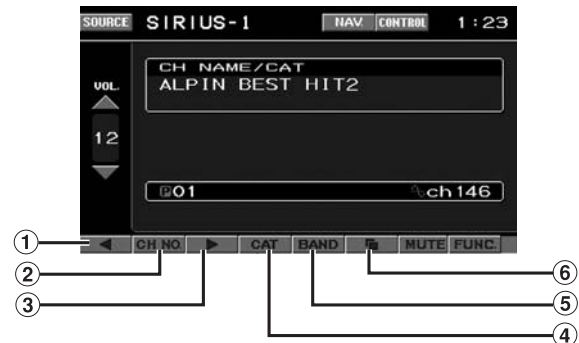 SOURCE SIRIUS-1 NAV. CONTROL 1:23
CH NAME/CAT
ALPIN BEST HIT2
VOL.
12
P01 ch146
◀ CH NO. ▶ CAT BAND MUTE FUNC.
1
2
3
4
5
6